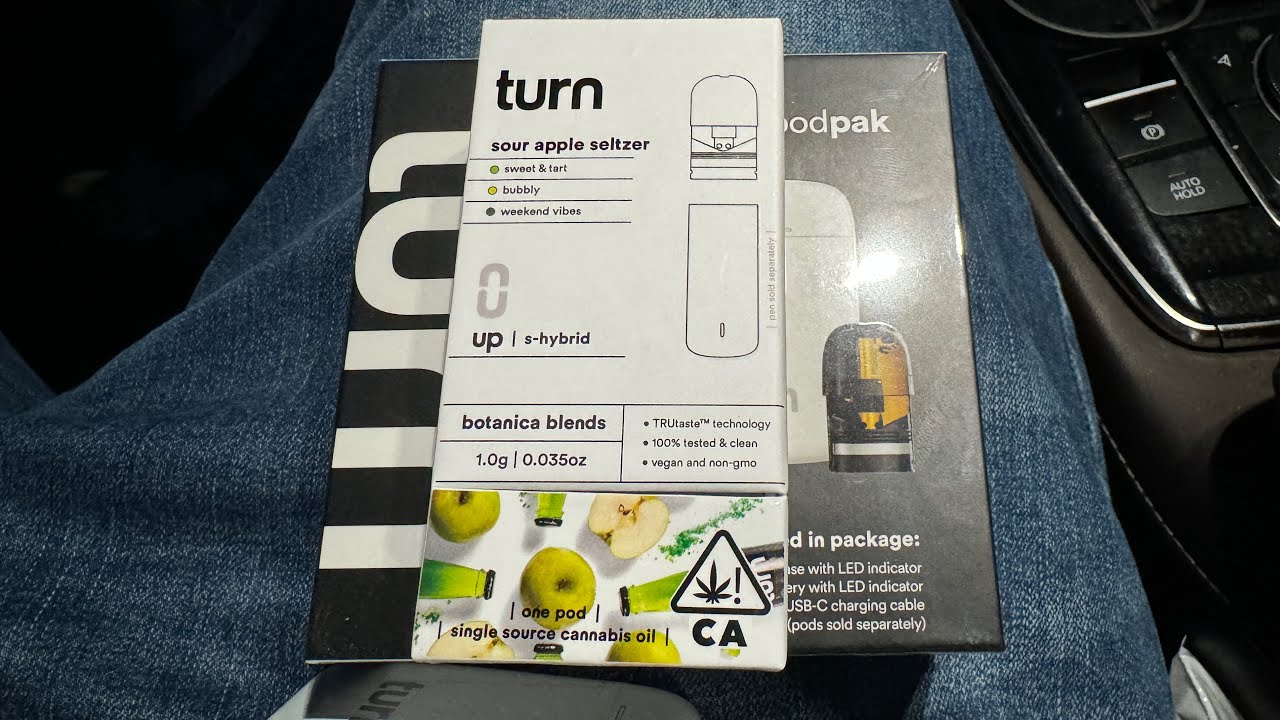 turn
sour apple seltzer
sweet & tart
bubbly
weekend vibes
up | s-hybrid
| pen sold separately |
botanica blends
1.0g | 0.035oz
• TRUtaste™ technology
• 100% tested & clean
• vegan and non-gmo
| one pod |
| single source cannabis oil |
!
CA
turn
podpak
in package:
with LED indicator
with LED indicator
USB-C charging cable
(pods sold separately)
turn
P
AUTO
HOLD